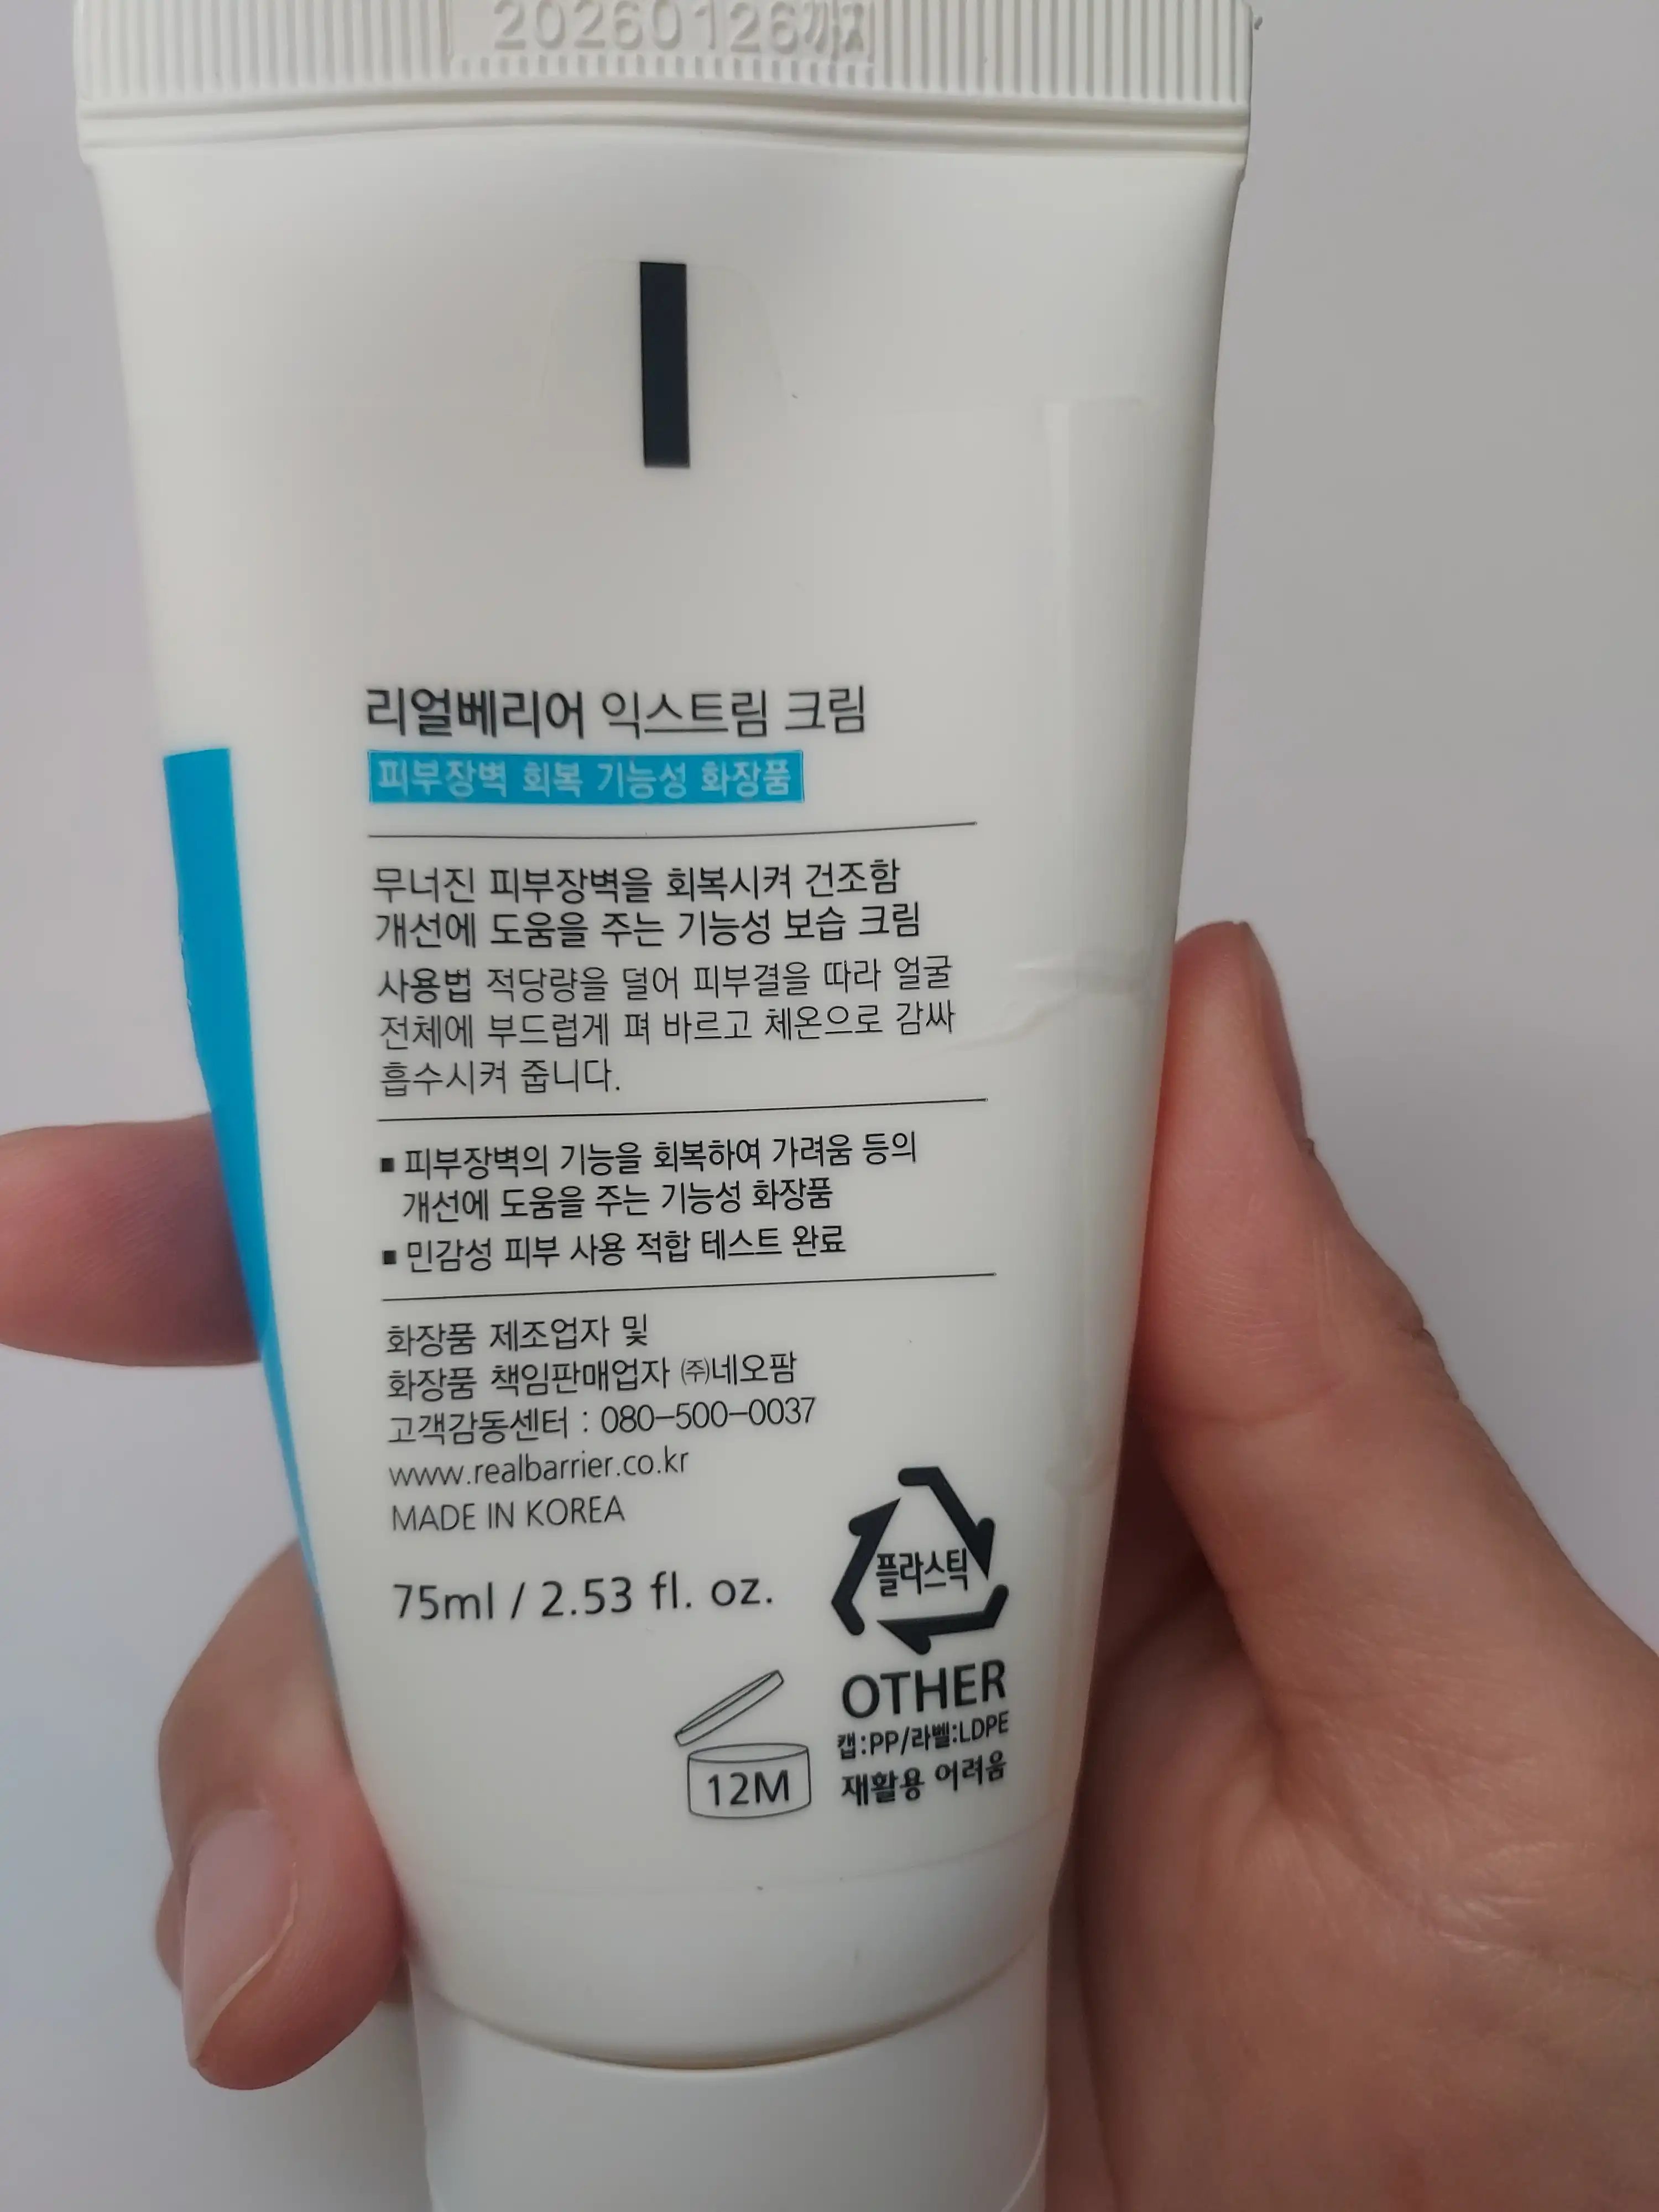 20260126까지
리얼베리어 익스트림 크림
피부장벽 회복 기능성 화장품
무너진 피부장벽을 회복시켜 건조함
개선에 도움을 주는 기능성 보습 크림
사용법 적당량을 덜어 피부결을 따라 얼굴
전체에 부드럽게 펴 바르고 체온으로 감싸
흡수시켜 줍니다.
▪ 피부장벽의 기능을 회복하여 가려움 등의
개선에 도움을 주는 기능성 화장품
▪ 민감성 피부 사용 적합 테스트 완료
화장품 제조업자 및
화장품 책임판매업자 ㈜네오팜
고객감동센터 : 080-500-0037
www.realbarrier.co.kr
MADE IN KOREA
75ml / 2.53 fl. oz.
플라스틱
OTHER
캡:PP/라벨:LDPE
재활용 어려움
12M